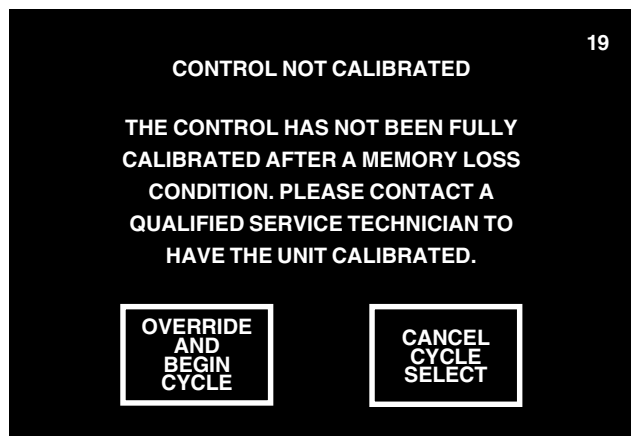 19
CONTROL NOT CALIBRATED
THE CONTROL HAS NOT BEEN FULLY
CALIBRATED AFTER A MEMORY LOSS
CONDITION. PLEASE CONTACT A
QUALIFIED SERVICE TECHNICIAN TO
HAVE THE UNIT CALIBRATED.
OVERRIDE
AND
BEGIN
CYCLE
CANCEL
CYCLE
SELECT